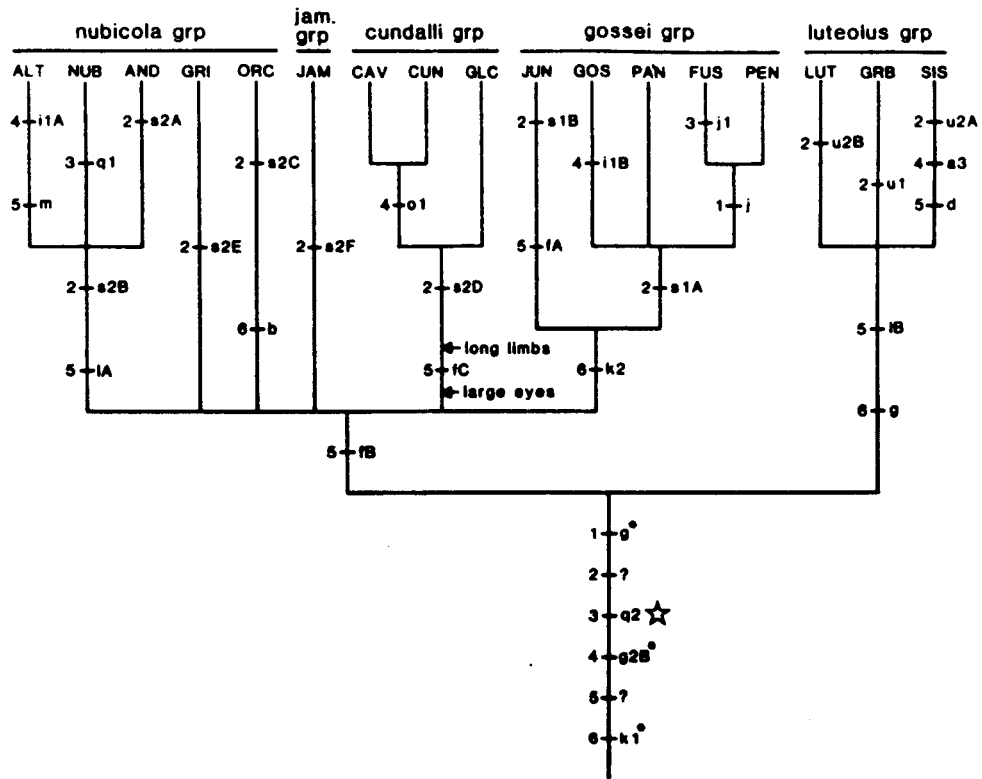 nubicola grp
jam. grp
cundalli grp
gossei grp
luteolus grp
ALT NUB AND GRI ORC JAM CAV CUN GLC JUN GOS PAN FUS PEN LUT GRB SIS
4 i1A
2 s2A
2 s1B
3 j1
2 u2A
2 u2B
3 q1
2 s2C
4 i1B
4 a3
2 u1
5 m
4 o1
1 j
5 d
2 s2E
2 s2F
5 fA
2 s2B
2 s2D
2 s1A
6 b
5 lB
long limbs
5 lA
5 fC
6 k2
large eyes
6 g
5 fB
1 g*
2 ?
3 q2
4 g2B*
5 ?
6 k1*